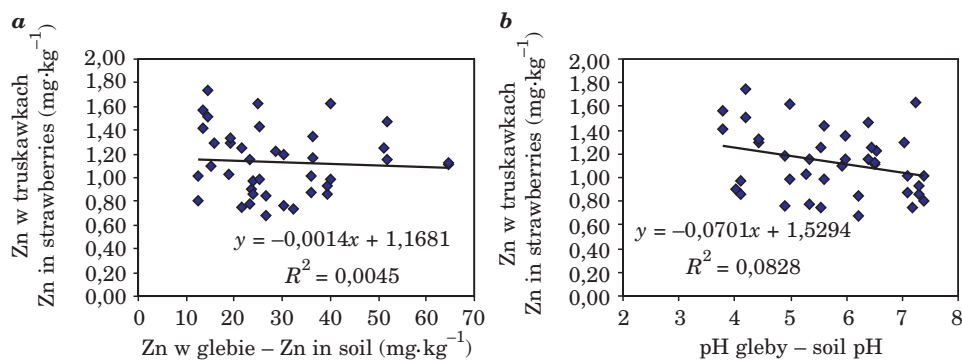 a
Zn w truskawkach
Zn in strawberries (mg·kg⁻¹)
2,00
1,80
1,60
1,40
1,20
1,00
0,80
0,60
0,40
0,20
0,00
y = –0,0014x + 1,1681
R² = 0,0045
0 10 20 30 40 50 60 70
Zn w glebie – Zn in soil (mg·kg⁻¹)
b
Zn w truskawkach
Zn in strawberries (mg·kg⁻¹)
2,00
1,80
1,60
1,40
1,20
1,00
0,80
0,60
0,40
0,20
0,00
y = –0,0701x + 1,5294
R² = 0,0828
2 3 4 5 6 7 8
pH gleby – soil pH